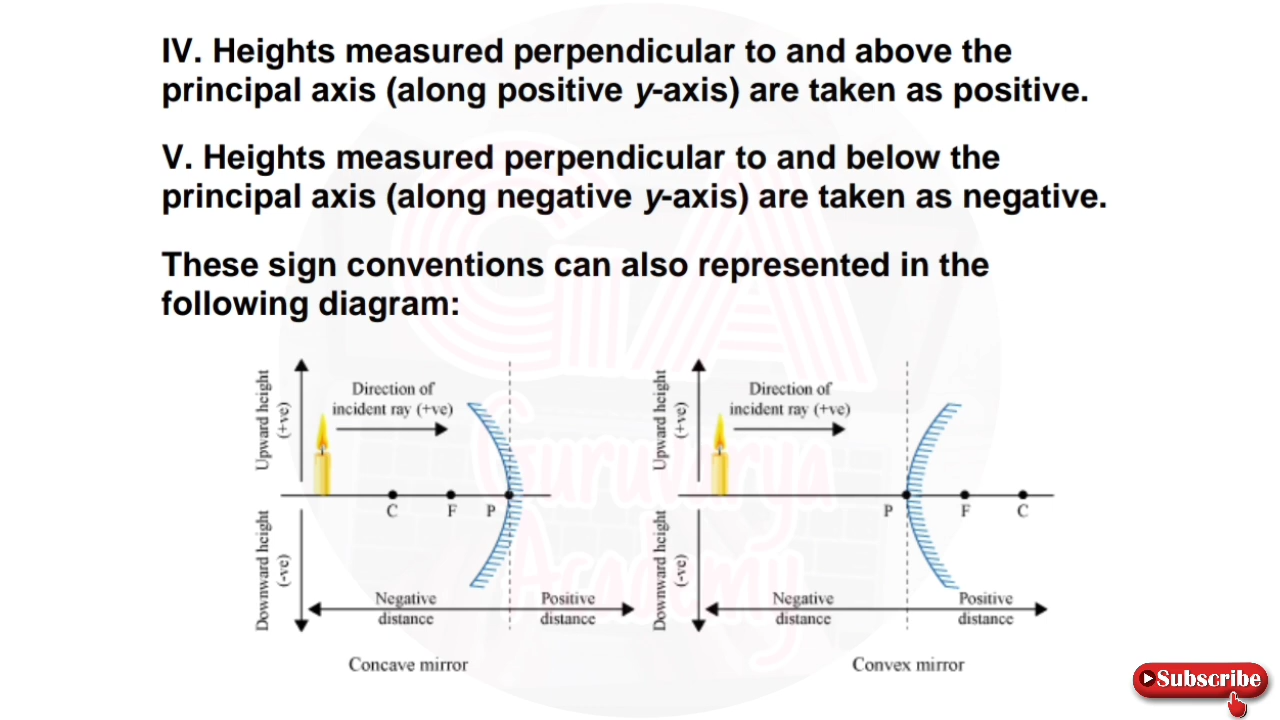 IV. Heights measured perpendicular to and above the
principal axis (along positive y-axis) are taken as positive.
V. Heights measured perpendicular to and below the
principal axis (along negative y-axis) are taken as negative.
These sign conventions can also represented in the
following diagram:
Upward height
(+ve)
Direction of
incident ray (+ve)
C F P
Downward height
(-ve)
Negative
distance
Positive
distance
Concave mirror
Upward height
(+ve)
Direction of
incident ray (+ve)
P F C
Downward height
(-ve)
Negative
distance
Positive
distance
Convex mirror
GA
Guruvarya
Academy
Subscribe